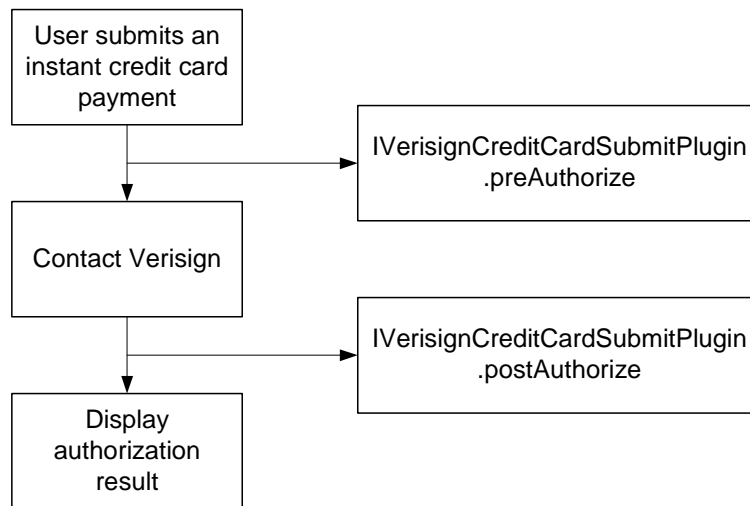 User submits an
instant credit card
payment
IVerisignCreditCardSubmitPlugin
.preAuthorize
Contact Verisign
IVerisignCreditCardSubmitPlugin
.postAuthorize
Display
authorization
result